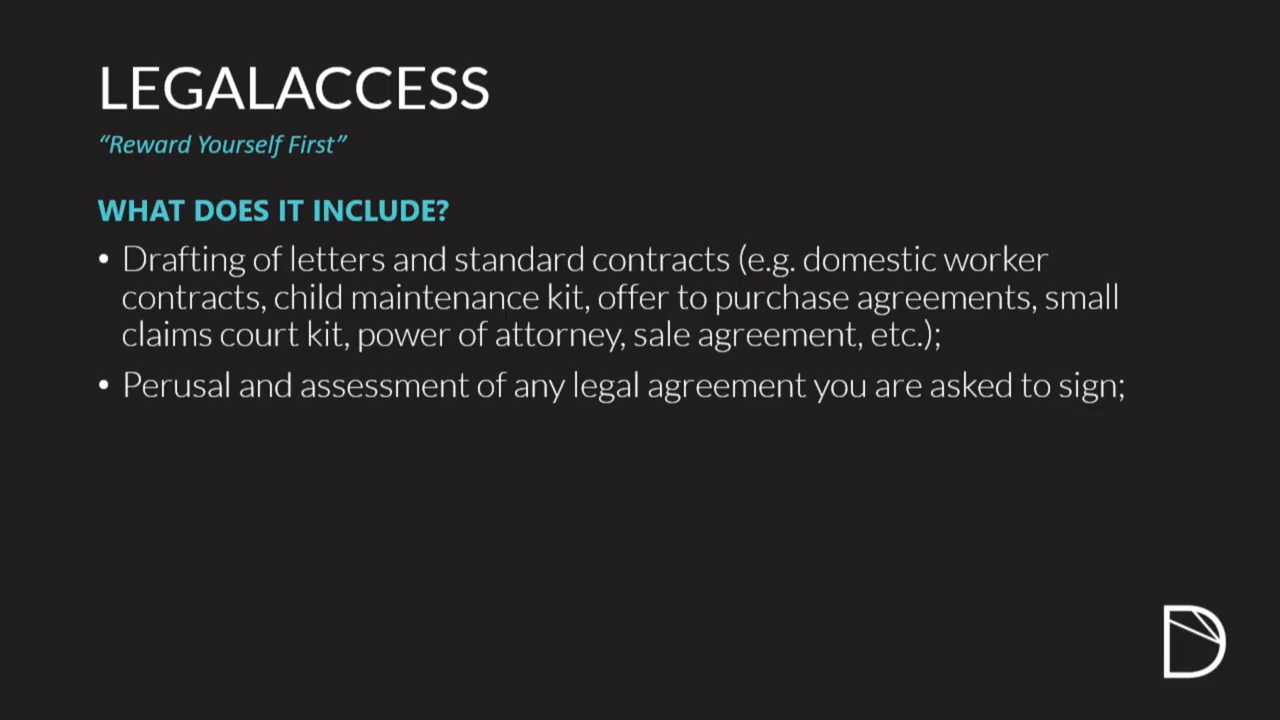 LEGALACCESS
“Reward Yourself First”
WHAT DOES IT INCLUDE?
• Drafting of letters and standard contracts (e.g. domestic worker
contracts, child maintenance kit, offer to purchase agreements, small
claims court kit, power of attorney, sale agreement, etc.);
• Perusal and assessment of any legal agreement you are asked to sign;
D